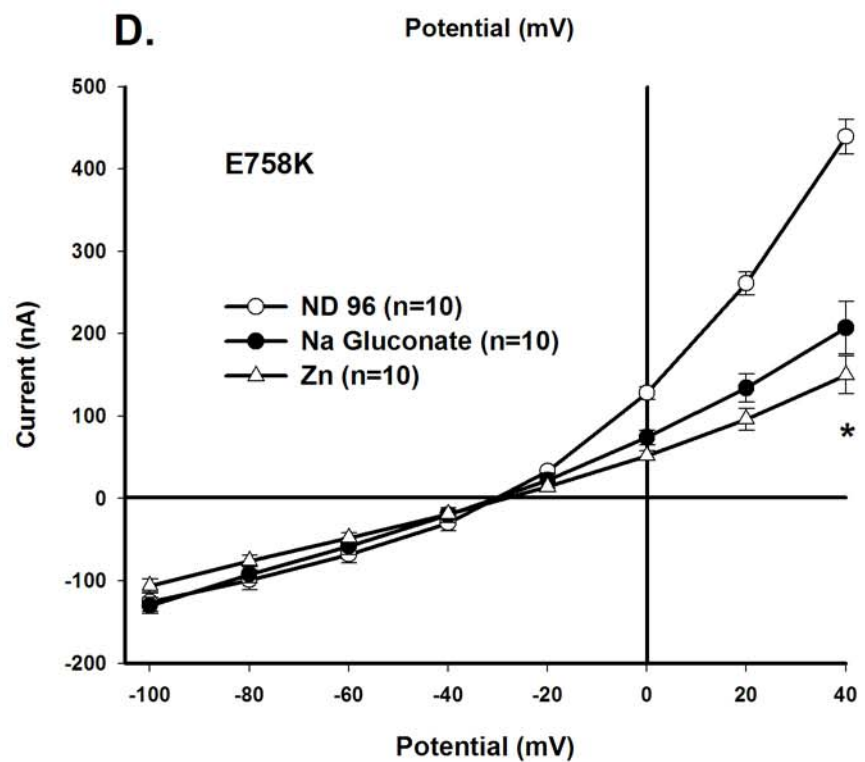 D.
Potential (mV)
500
400
300
200
100
0
-100
-200
Current (nA)
E758K
ND 96 (n=10)
Na Gluconate (n=10)
Zn (n=10)
*
-100 -80 -60 -40 -20 0 20 40
Potential (mV)